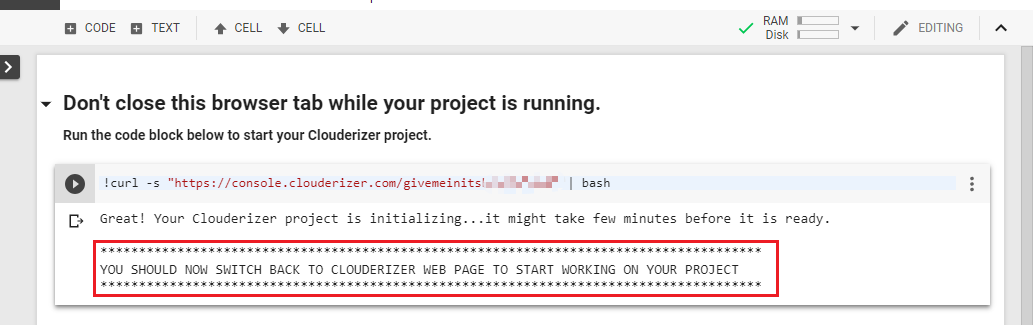 CODE TEXT CELL CELL RAM Disk EDITING
Don't close this browser tab while your project is running.
Run the code block below to start your Clouderizer project.
!curl -s "https://console.clouderizer.com/givemeinits | bash
Great! Your Clouderizer project is initializing...it might take few minutes before it is ready.
*************************************************************************************
YOU SHOULD NOW SWITCH BACK TO CLOUDERIZER WEB PAGE TO START WORKING ON YOUR PROJECT
*************************************************************************************